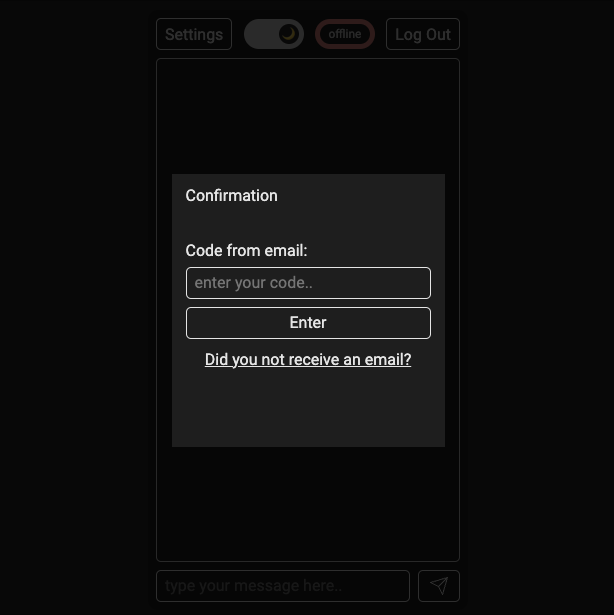 Settings
offline
Log Out
Confirmation
Code from email:
enter your code..
Enter
Did you not receive an email?
type your message here..